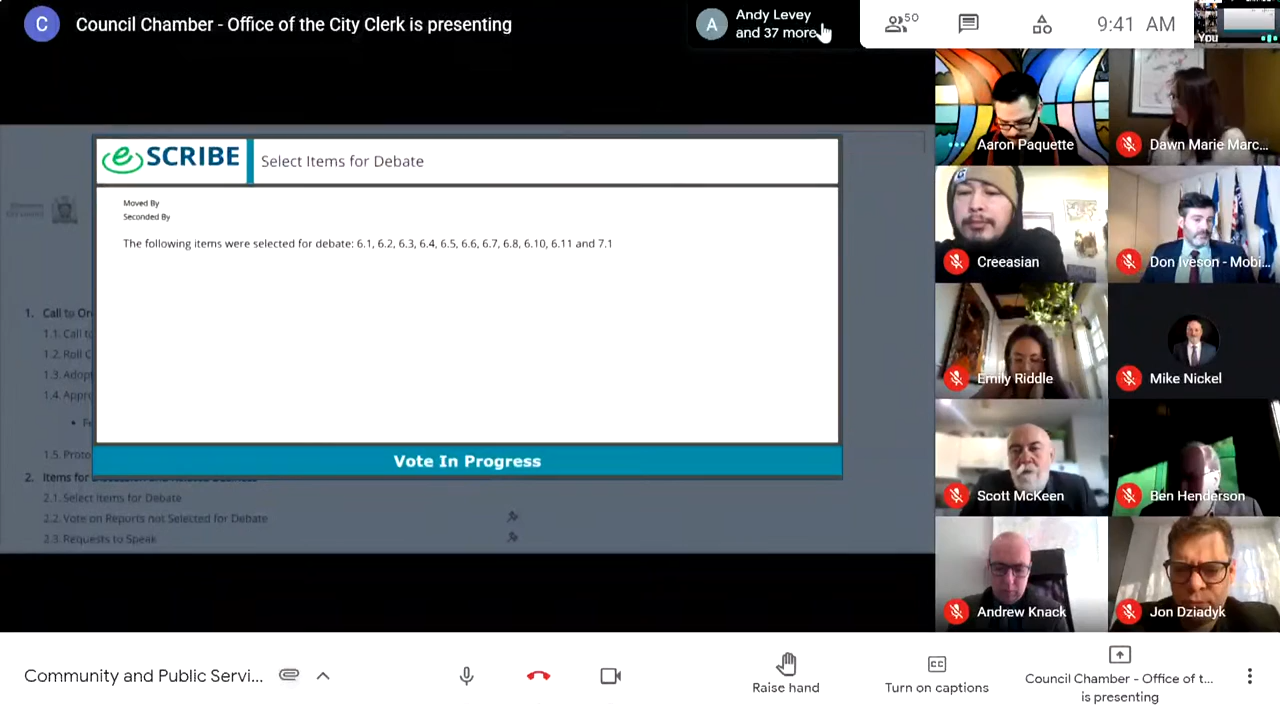 C
Council Chamber - Office of the City Clerk is presenting
A
Andy Levey
and 37 more
50
9:41 AM
You
eSCRIBE
Select Items for Debate
Moved By
Seconded By
The following items were selected for debate: 6.1, 6.2, 6.3, 6.4, 6.5, 6.6, 6.7, 6.8, 6.10, 6.11 and 7.1
Vote In Progress
1. Call to Or
1.1. Call t
1.2. Roll C
1.3. Adop
1.4. Appr
1.5. Proto
2. Items for
2.1. Select Items for Debate
2.2. Vote on Reports not Selected for Debate
2.3. Requests to Speak
Aaron Paquette
Dawn Marie Marc...
Creeasian
Don Iveson - Mobi...
Emily Riddle
Mike Nickel
Scott McKeen
Ben Henderson
Andrew Knack
Jon Dziadyk
Community and Public Servi...
Raise hand
CC
Turn on captions
Council Chamber - Office of t...
is presenting